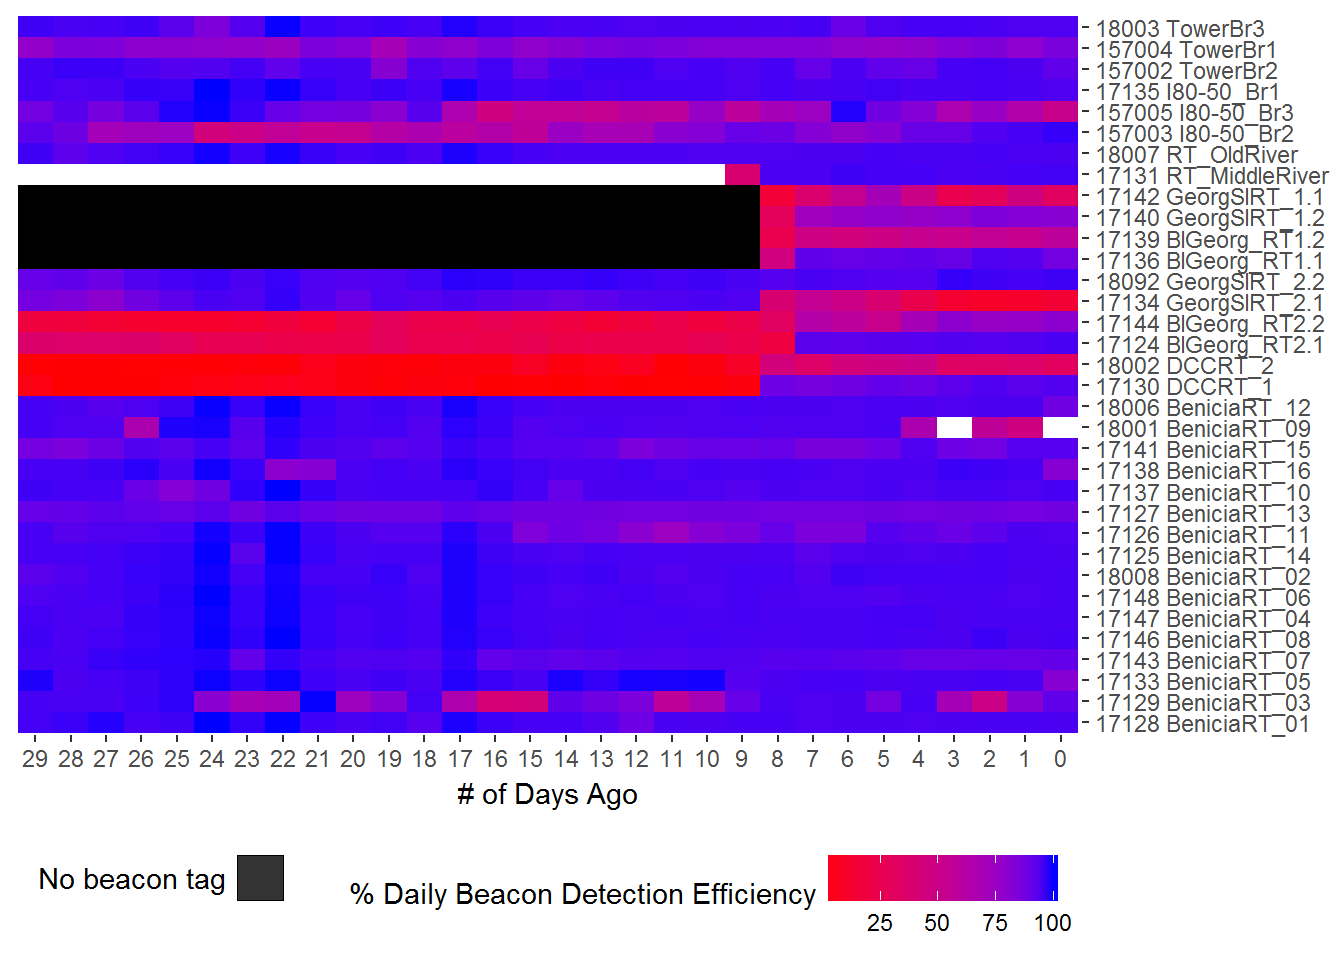 18003 TowerBr3
157004 TowerBr1
157002 TowerBr2
17135 I80-50_Br1
157005 I80-50_Br3
157003 I80-50_Br2
18007 RT_OldRiver
17131 RT_MiddleRiver
17142 GeorgSlRT_1.1
17140 GeorgSlRT_1.2
17139 BlGeorg_RT1.2
17136 BlGeorg_RT1.1
18092 GeorgSlRT_2.2
17134 GeorgSlRT_2.1
17144 BlGeorg_RT2.2
17124 BlGeorg_RT2.1
18002 DCCRT_2
17130 DCCRT_1
18006 BeniciaRT_12
18001 BeniciaRT_09
17141 BeniciaRT_15
17138 BeniciaRT_16
17137 BeniciaRT_10
17127 BeniciaRT_13
17126 BeniciaRT_11
17125 BeniciaRT_14
18008 BeniciaRT_02
17148 BeniciaRT_06
17147 BeniciaRT_04
17146 BeniciaRT_08
17143 BeniciaRT_07
17133 BeniciaRT_05
17129 BeniciaRT_03
17128 BeniciaRT_01
29 28 27 26 25 24 23 22 21 20 19 18 17 16 15 14 13 12 11 10 9 8 7 6 5 4 3 2 1 0
# of Days Ago
No beacon tag
% Daily Beacon Detection Efficiency
25 50 75 100